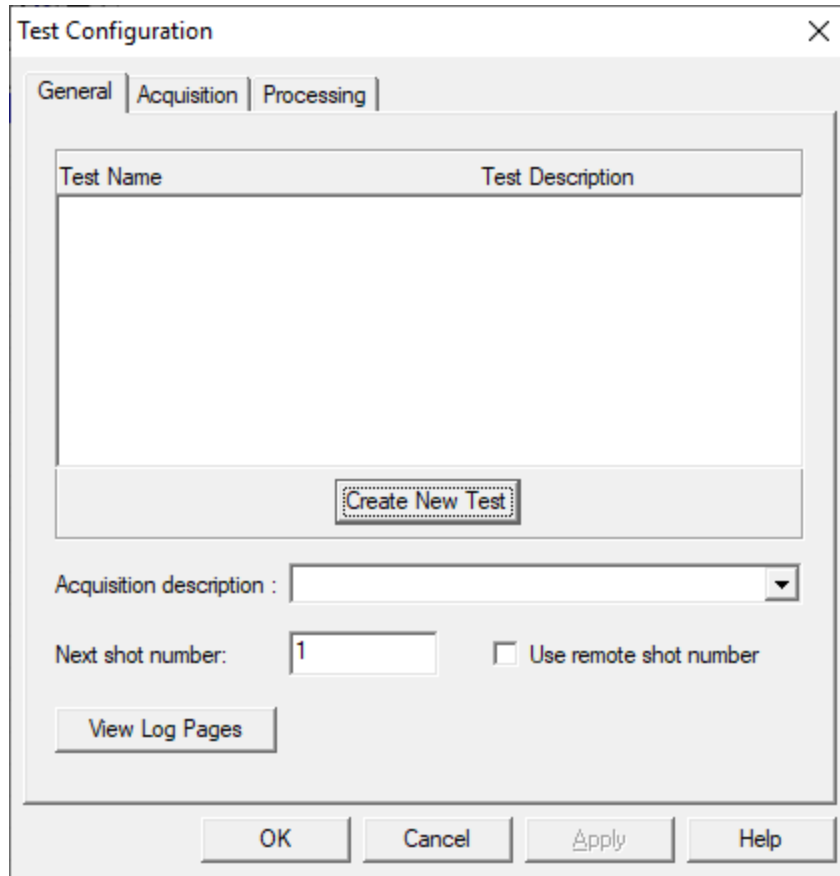 Test Configuration
General Acquisition Processing
Test Name Test Description
Create New Test
Acquisition description :
Next shot number: 1 Use remote shot number
View Log Pages
OK Cancel Apply Help